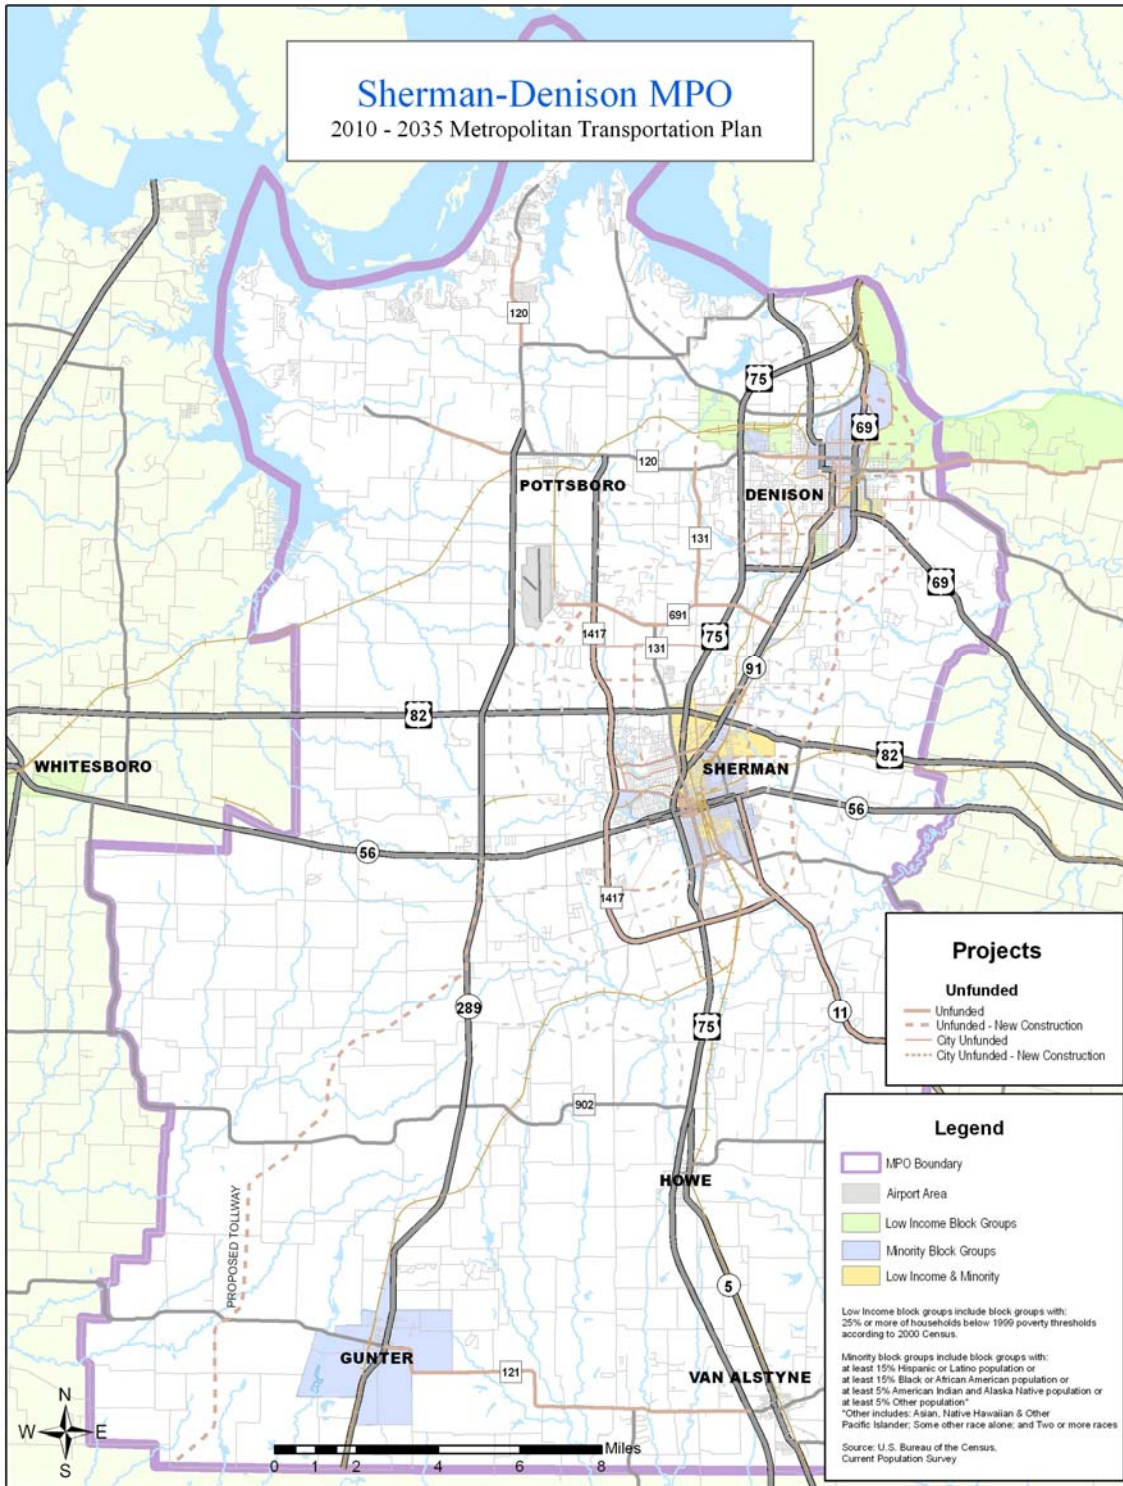 Sherman-Denison MPO
2010 - 2035 Metropolitan Transportation Plan
120
75
69
120
POTTSBORO
DENISON
131
69
691
1417
75
131
91
82
WHITESBORO
SHERMAN
82
56
56
1417
289
11
75
902
HOWE
PROPOSED TOLLWAY
5
GUNTER
121
VAN ALSTYNE
N
W E
S
Miles
0 1 2 4 6 8
Projects
Unfunded
Unfunded
Unfunded - New Construction
City Unfunded
City Unfunded - New Construction
Legend
MPO Boundary
Airport Area
Low Income Block Groups
Minority Block Groups
Low Income & Minority
Low Income block groups include block groups with:
25% or more of households below 1999 poverty thresholds
according to 2000 Census.
Minority block groups include block groups with:
at least 15% Hispanic or Latino population or
at least 15% Black or African American population or
at least 5% American Indian and Alaska Native population or
at least 5% Other population*
*Other includes: Asian, Native Hawaiian & Other
Pacific Islander; Some other race alone; and Two or more races
Source: U.S. Bureau of the Census,
Current Population Survey